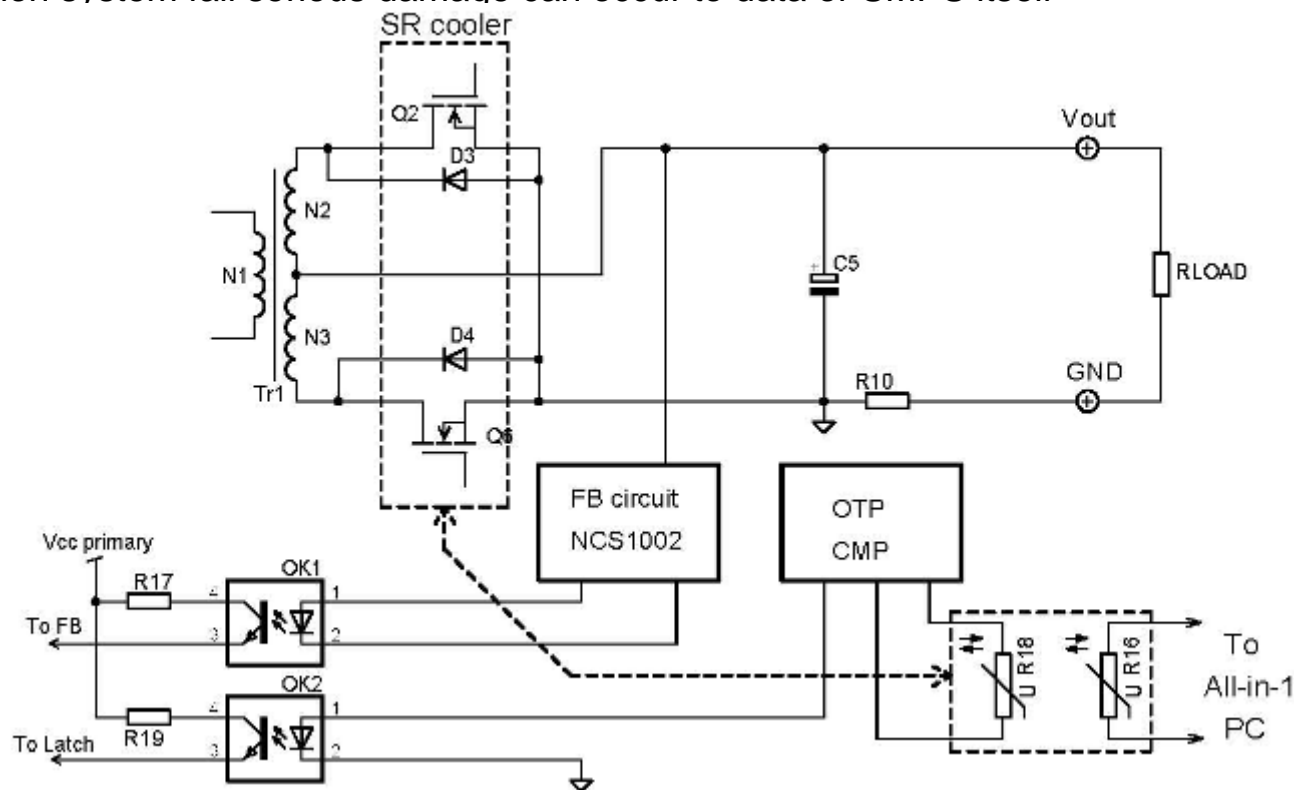 SR cooler
Q2
Vout
D3
N2
N1
C5
RLOAD
N3
D4
R10
GND
Tr1
Q6
+
FB circuit
NCS1002
OTP
CMP
Vcc primary
R17
OK1
4
1
To FB
3
2
R19
OK2
4
1
To Latch
3
2
U R18
U R16
To
All-in-1
PC